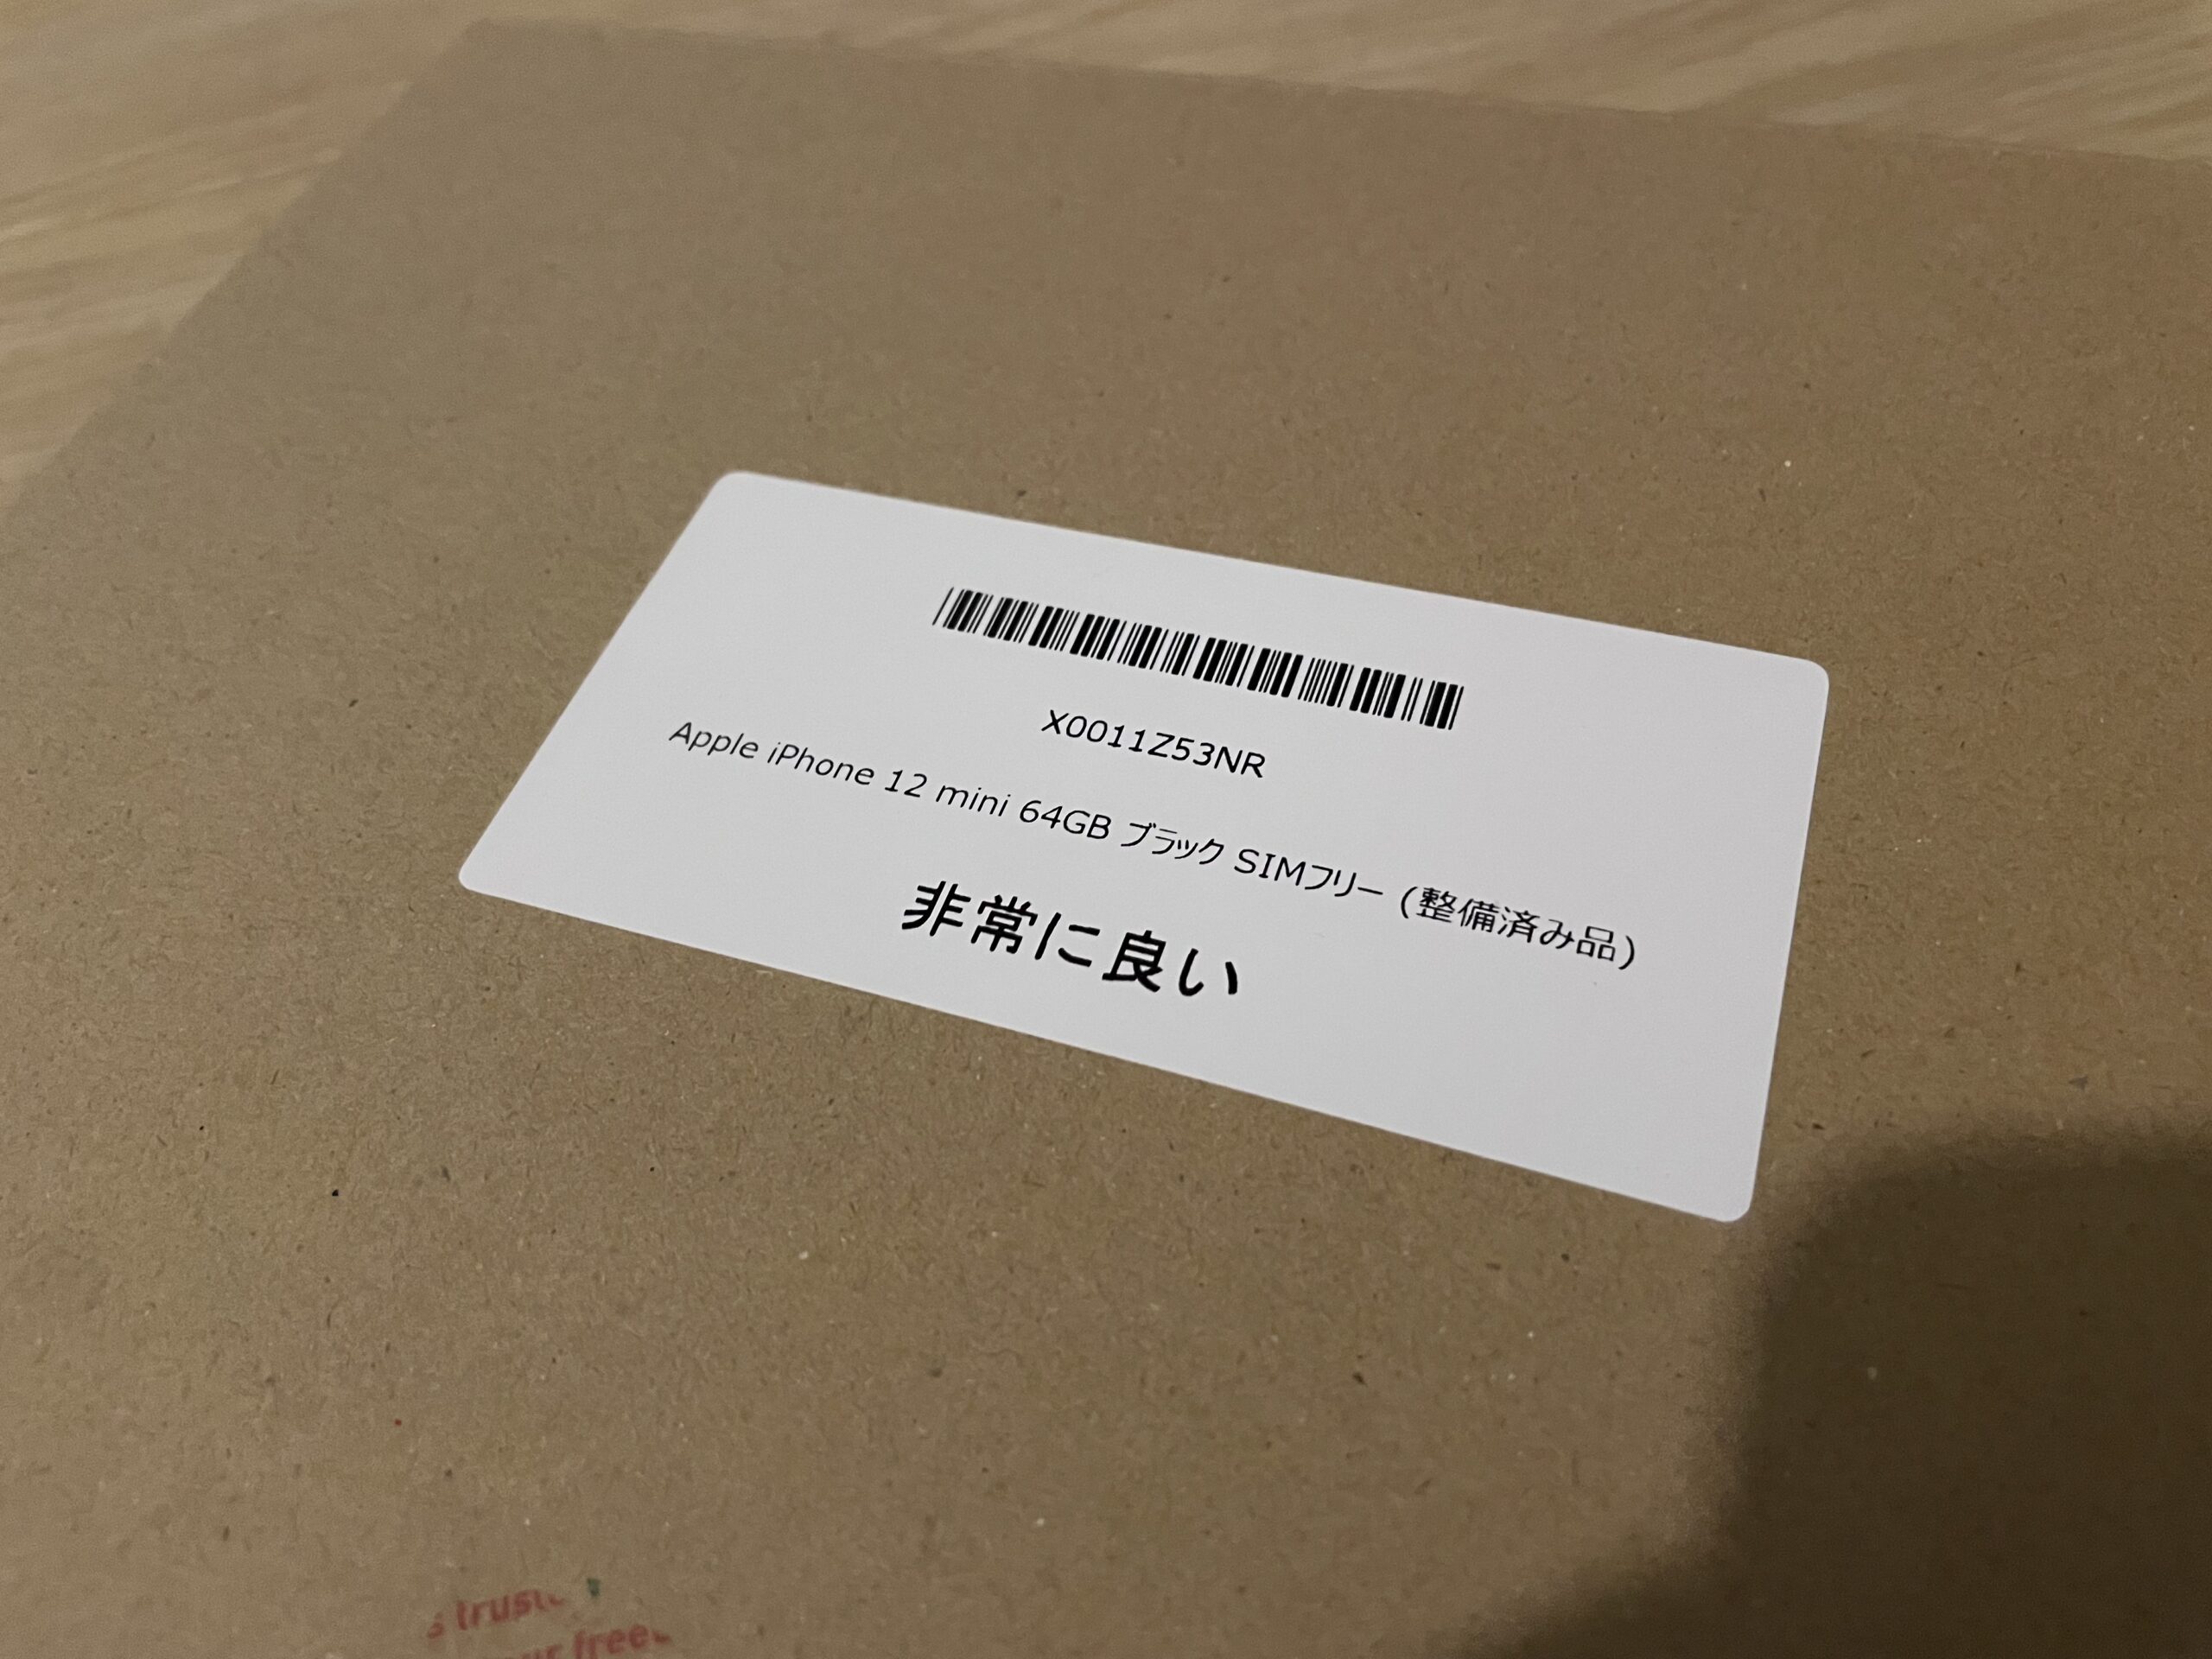 X0011Z53NR
Apple iPhone 12 mini 64GB ブラック SIMフリー (整備済み品)
非常に良い